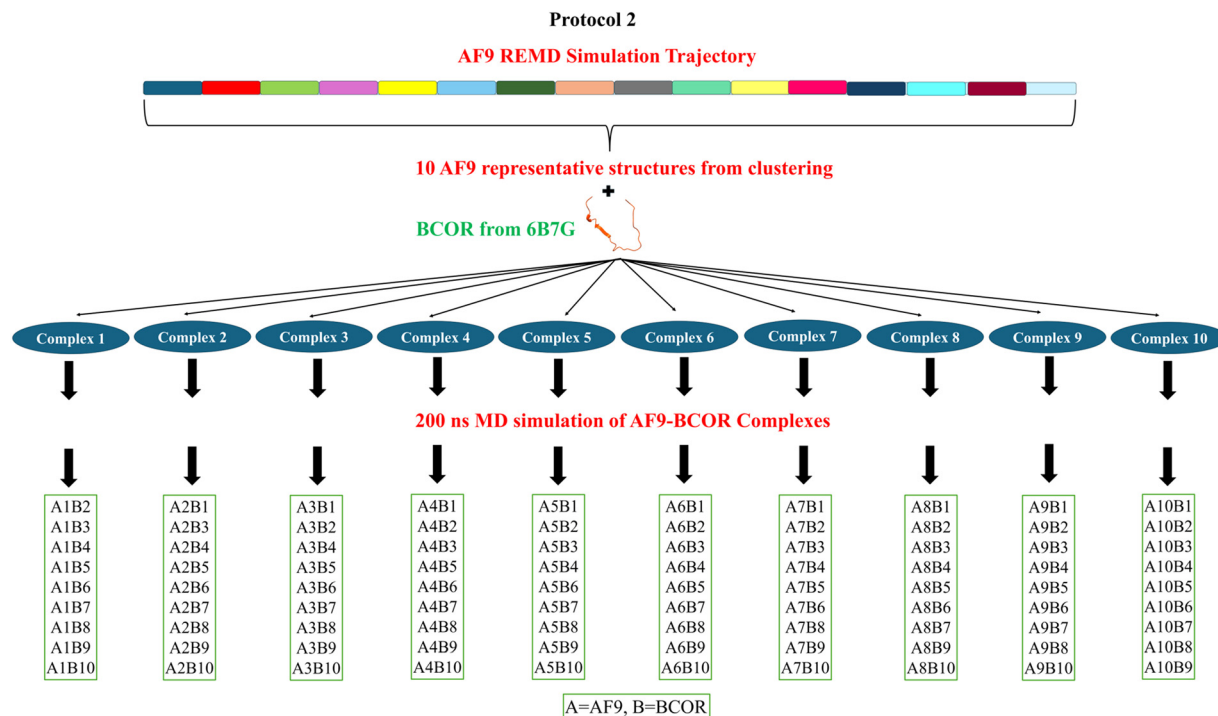 Protocol 2
AF9 REMD Simulation Trajectory
10 AF9 representative structures from clustering
BCOR from 6B7G
Complex 1 Complex 2 Complex 3 Complex 4 Complex 5 Complex 6 Complex 7 Complex 8 Complex 9 Complex 10
200 ns MD simulation of AF9-BCOR Complexes
A1B2 A2B1 A3B1 A4B1 A5B1 A6B1 A7B1 A8B1 A9B1 A10B1
A1B3 A2B3 A3B2 A4B2 A5B2 A6B2 A7B2 A8B2 A9B2 A10B2
A1B4 A2B4 A3B4 A4B3 A5B3 A6B3 A7B3 A8B3 A9B3 A10B3
A1B5 A2B5 A3B5 A4B5 A5B4 A6B4 A7B4 A8B4 A9B4 A10B4
A1B6 A2B6 A3B6 A4B6 A5B6 A6B5 A7B5 A8B5 A9B5 A10B5
A1B7 A2B7 A3B7 A4B7 A5B7 A6B7 A7B6 A8B6 A9B6 A10B6
A1B8 A2B8 A3B8 A4B8 A5B8 A6B8 A7B8 A8B7 A9B7 A10B7
A1B9 A2B9 A3B9 A4B9 A5B9 A6B9 A7B9 A8B9 A9B8 A10B8
A1B10 A2B10 A3B10 A4B10 A5B10 A6B10 A7B10 A8B10 A9B10 A10B9
A=AF9, B=BCOR